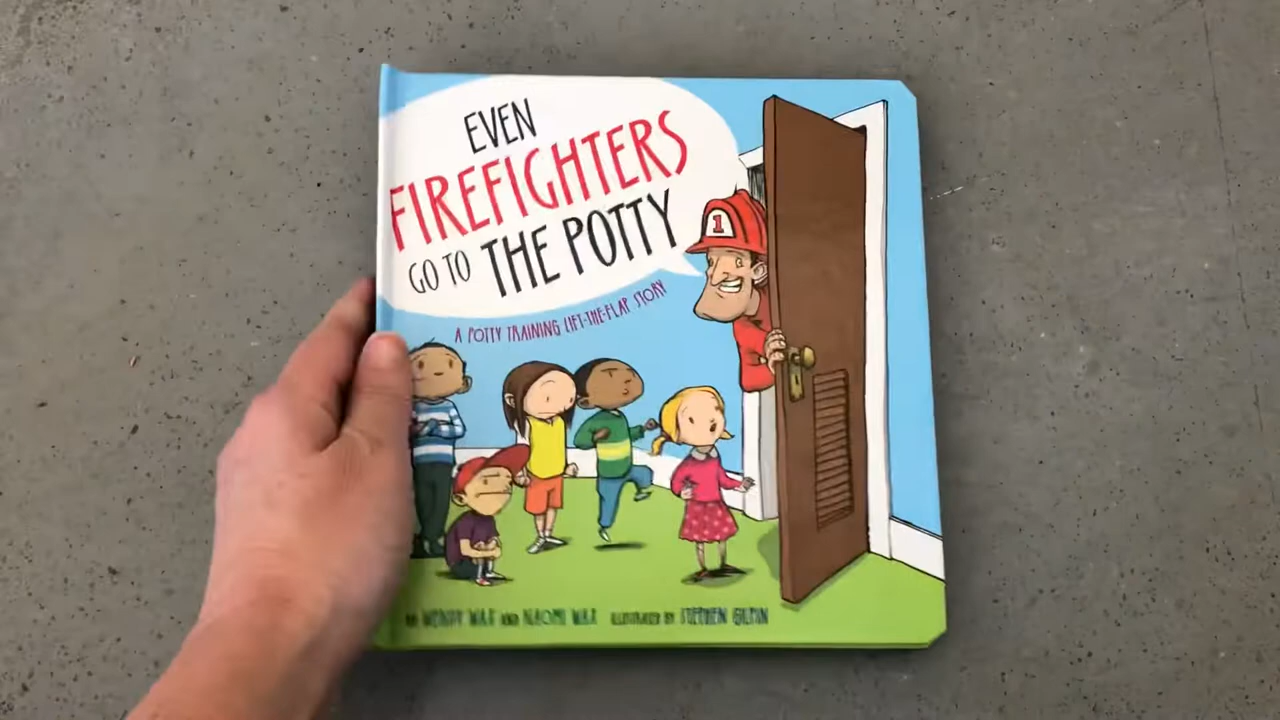 EVEN
FIREFIGHTERS
GO TO THE POTTY
A POTTY TRAINING LIFT-THE-FLAP STORY
1
WENDY WAX AND NAOMI WAX ILLUSTRATED BY STEPHEN GILPIN